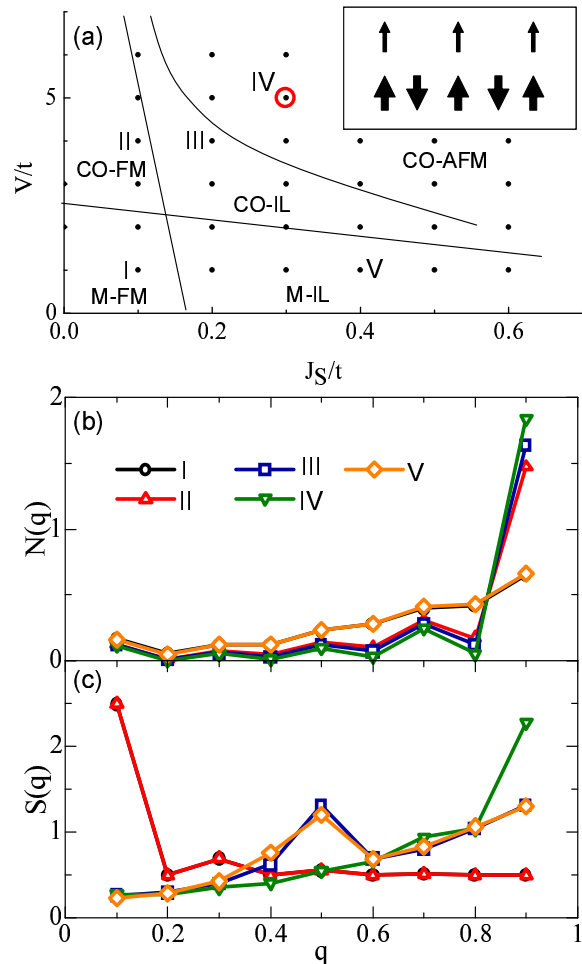 (a)
V/t
5
0
IV
II
III
CO-FM
CO-AFM
CO-IL
I
V
M-FM
M-IL
0.0 0.2 0.4 0.6
JS/t
(b)
N(q)
2
1
0
I III V
II IV
(c)
S(q)
2
1
0
0 0.2 0.4 0.6 0.8 1
q